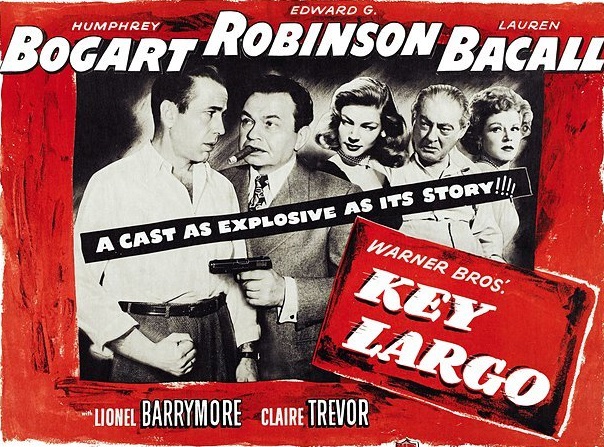 HUMPHREY EDWARD G. LAUREN
BOGART ROBINSON BACALL
A CAST AS EXPLOSIVE AS ITS STORY!!!!
WARNER BROS'.
KEY
LARGO
with LIONEL BARRYMORE CLAIRE TREVOR